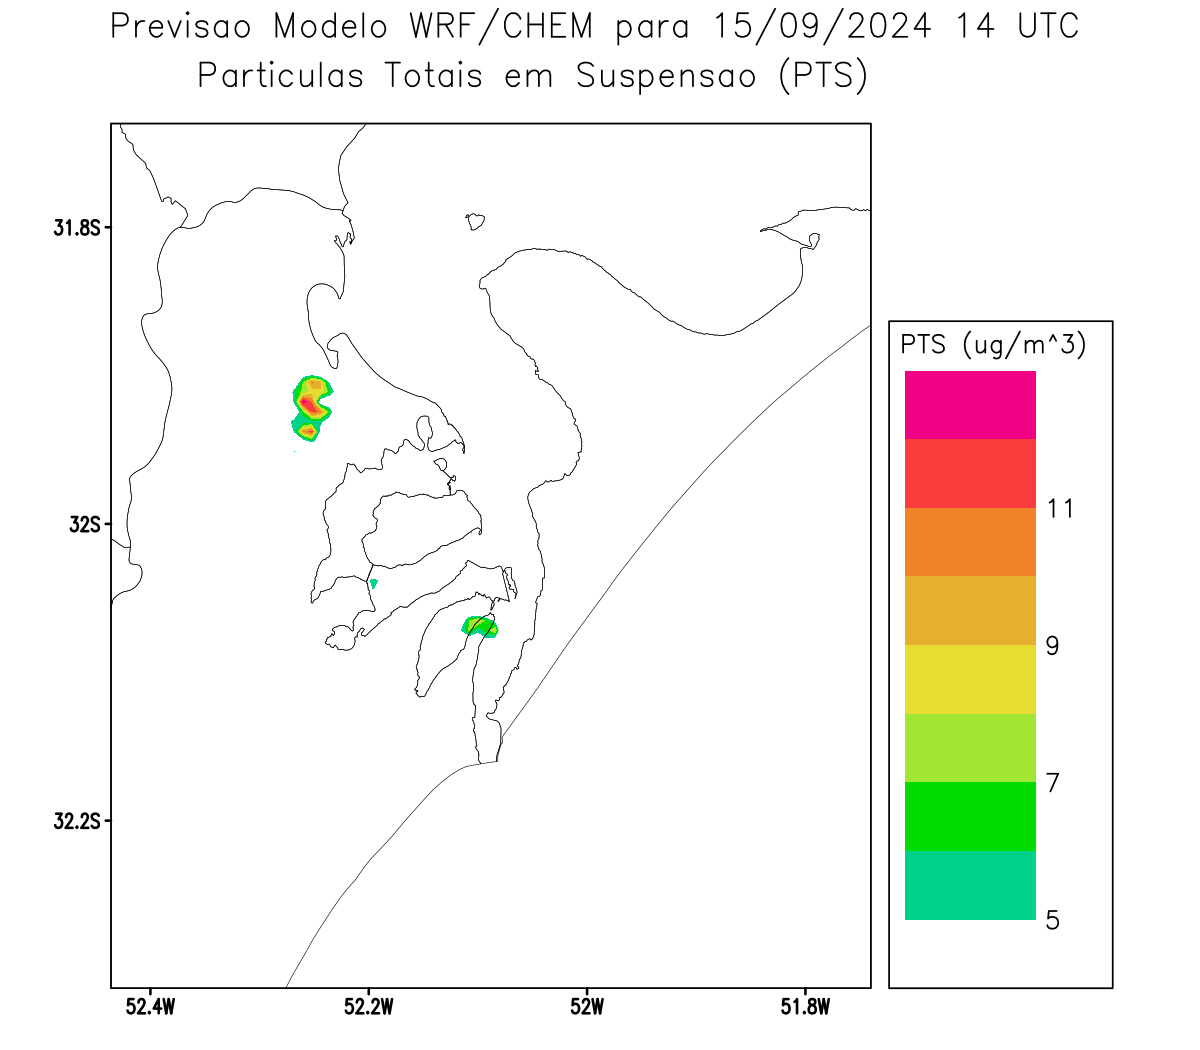 Previsao Modelo WRF/CHEM para 15/09/2024 14 UTC
Particulas Totais em Suspensao (PTS)
31.8S
32S
32.2S
52.4W
52.2W
52W
51.8W
PTS (ug/m^3)
11
9
7
5